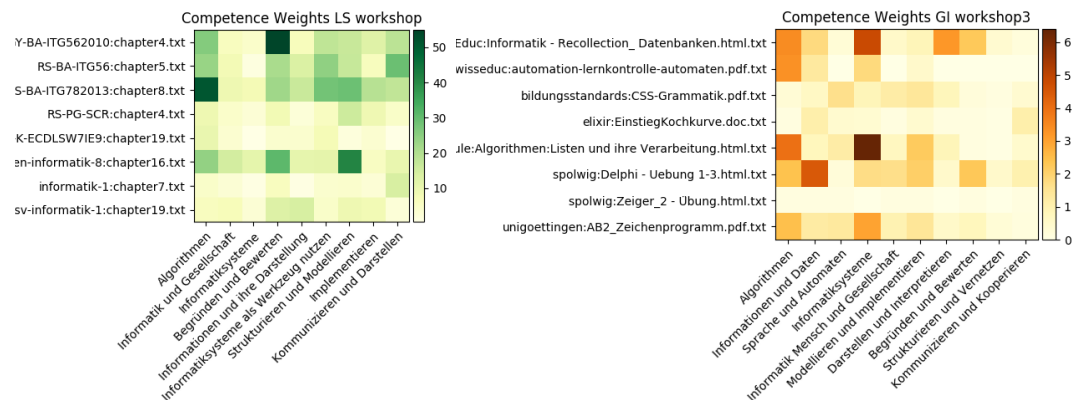 Competence Weights LS workshop
Y-BA-ITG562010:chapter4.txt
RS-BA-ITG56:chapter5.txt
S-BA-ITG782013:chapter8.txt
RS-PG-SCR:chapter4.txt
K-ECDLSW7IE9:chapter19.txt
en-informatik-8:chapter16.txt
informatik-1:chapter7.txt
sv-informatik-1:chapter19.txt
Algorithmen
Informatik und Gesellschaft
Informatiksysteme
Begründen und Bewerten
Informationen und ihre Darstellung
Informatiksysteme als Werkzeug nutzen
Strukturieren und Modellieren
Implementieren
Kommunizieren und Darstellen
50
40
30
20
10
Competence Weights GI workshop3
Educ:Informatik - Recollection_ Datenbanken.html.txt
wisseduc:automation-lernkontrolle-automaten.pdf.txt
bildungsstandards:CSS-Grammatik.pdf.txt
elixir:EinstiegKochkurve.doc.txt
ule:Algorithmen:Listen und ihre Verarbeitung.html.txt
spolwig:Delphi - Uebung 1-3.html.txt
spolwig:Zeiger_2 - Übung.html.txt
unigoettingen:AB2_Zeichenprogramm.pdf.txt
Algorithmen
Informationen und Daten
Sprache und Automaten
Informatiksysteme
Informatik Mensch und Gesellschaft
Modellieren und Implementieren
Darstellen und Interpretieren
Begründen und Bewerten
Strukturieren und Vernetzen
Kommunizieren und Kooperieren
6
5
4
3
2
1
0